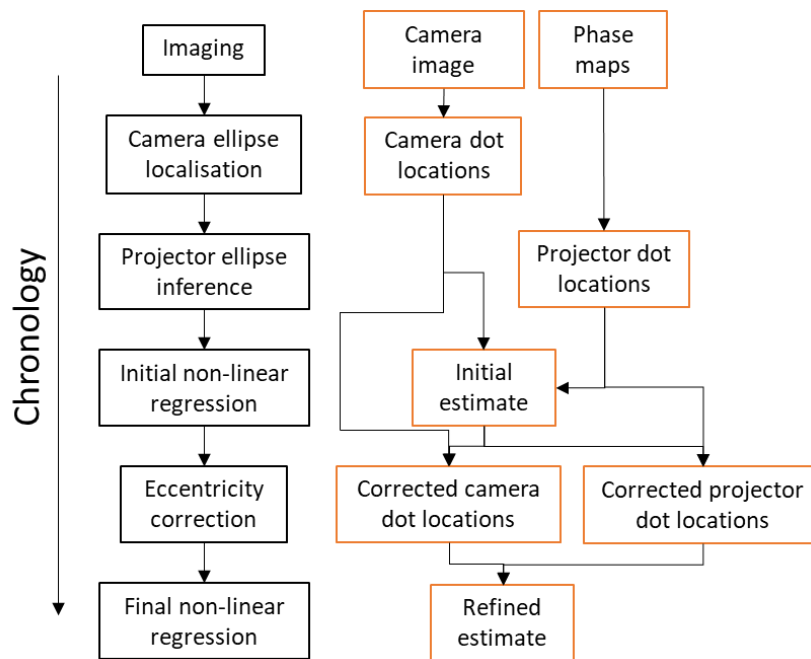 Chronology
Imaging
Camera ellipse
localisation
Projector ellipse
inference
Initial non-linear
regression
Eccentricity
correction
Final non-linear
regression
Camera
image
Phase
maps
Camera dot
locations
Projector dot
locations
Initial
estimate
Corrected camera
dot locations
Corrected projector
dot locations
Refined
estimate